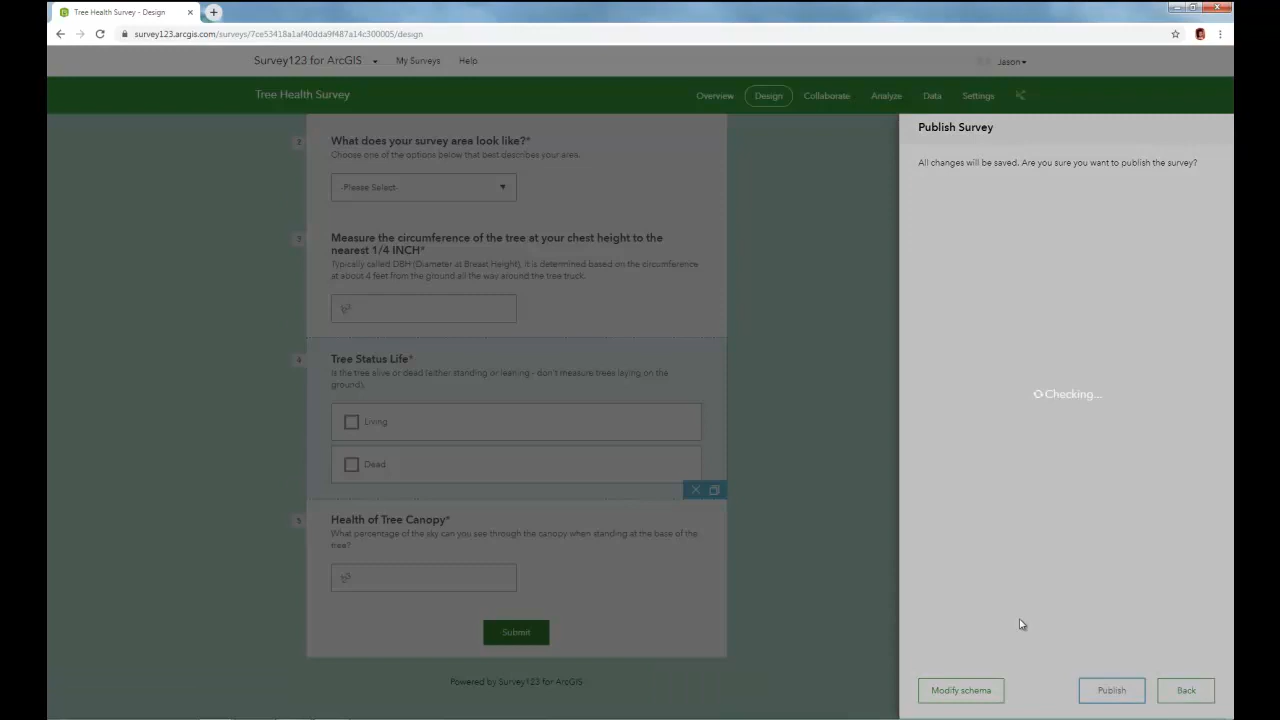 Tree Health Survey - Design
survey123.arcgis.com/surveys/7ce53418a1af40dda9f487a14c300005/design
Survey123 for ArcGIS My Surveys Help Jason
Tree Health Survey Overview Design Collaborate Analyze Data Settings
Publish Survey
All changes will be saved. Are you sure you want to publish the survey?
2 What does your survey area look like?*
Choose one of the options below that best describes your area.
-Please Select-
3 Measure the circumference of the tree at your chest height to the
nearest 1/4 INCH*
Typically called DBH (Diameter at Breast Height), it is determined based on the circumference
at about 4 feet from the ground all the way around the tree truck.
4 Tree Status Life*
Is the tree alive or dead (either standing or leaning - don't measure trees laying on the
ground).
Living
Dead
5 Health of Tree Canopy*
What percentage of the sky can you see through the canopy when standing at the base of the
tree?
Submit
Powered by Survey123 for ArcGIS
Checking...
Modify schema Publish Back